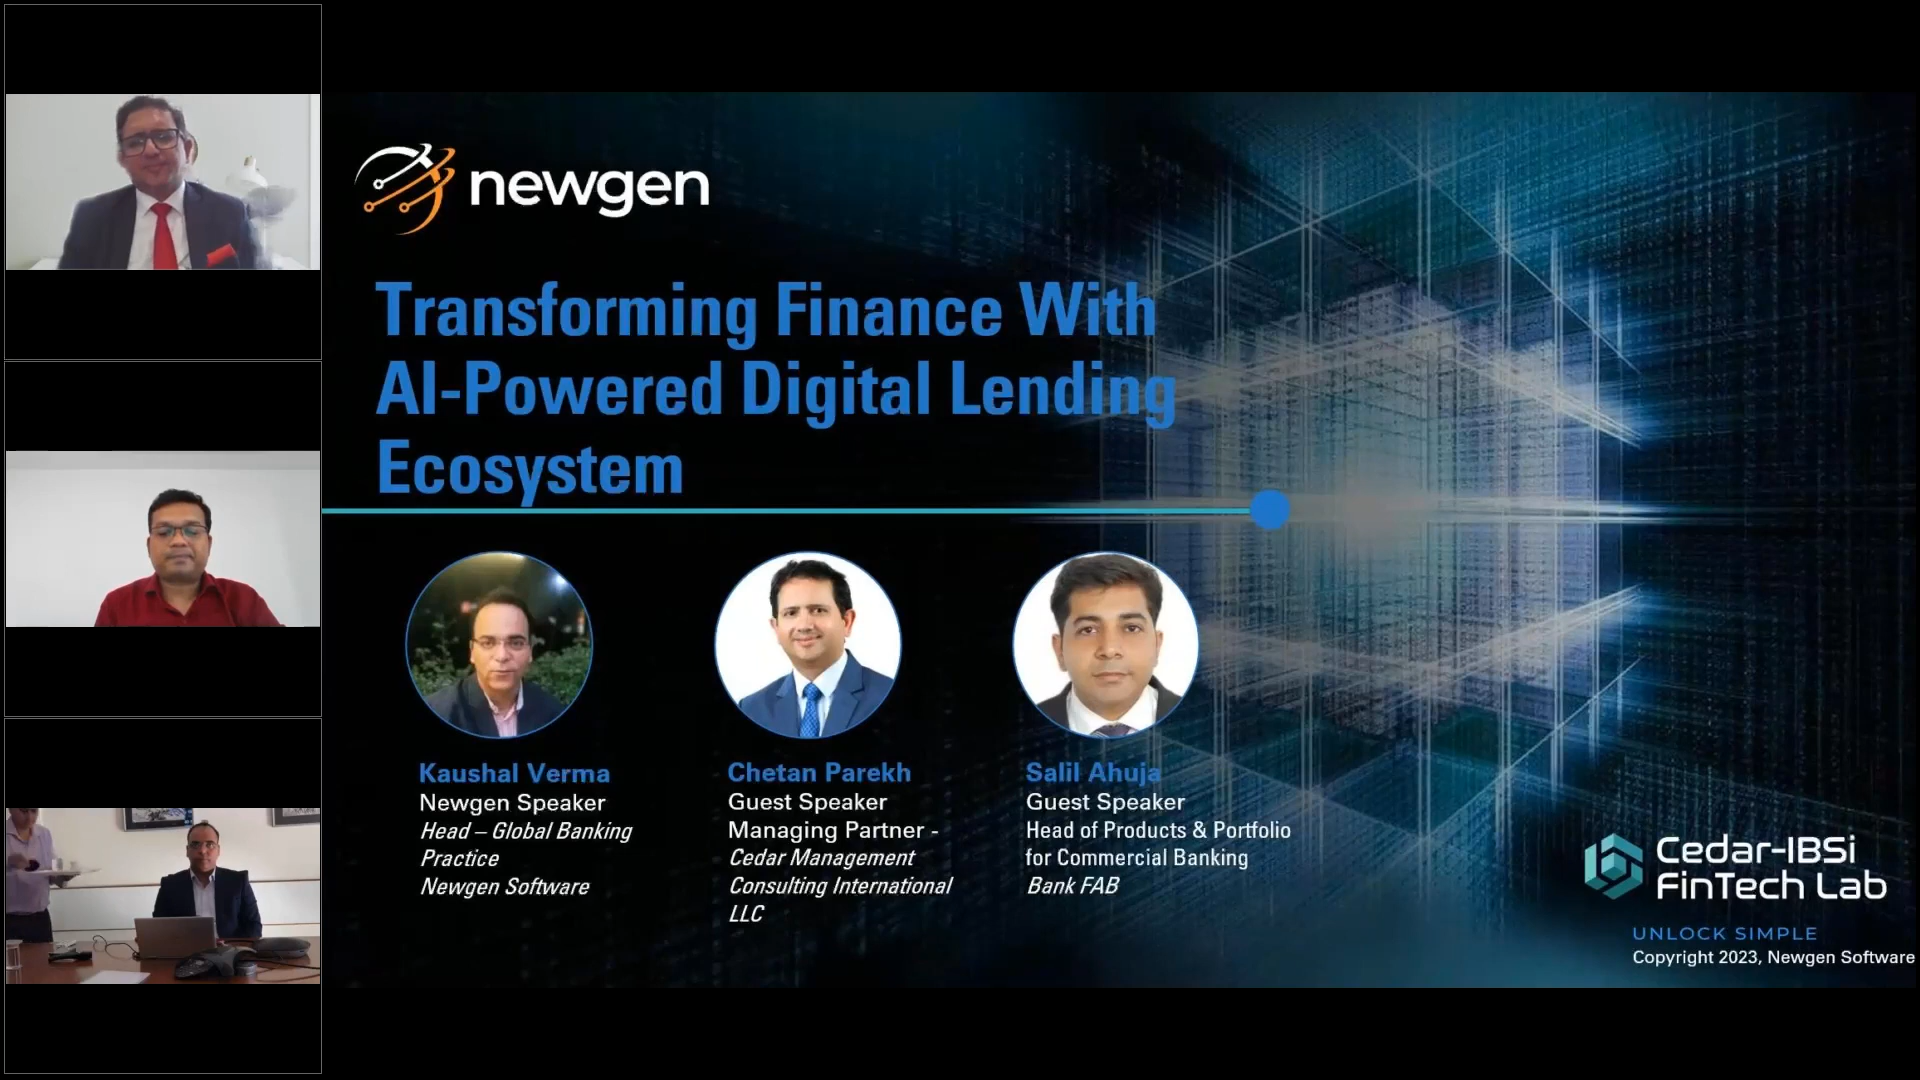 newgen
Transforming Finance With
AI-Powered Digital Lending
Ecosystem
Kaushal Verma
Newgen Speaker
Head – Global Banking
Practice
Newgen Software
Chetan Parekh
Guest Speaker
Managing Partner -
Cedar Management
Consulting International
LLC
Salil Ahuja
Guest Speaker
Head of Products & Portfolio
for Commercial Banking
Bank FAB
Cedar-IBSi
FinTech Lab
UNLOCK SIMPLE
Copyright 2023, Newgen Software